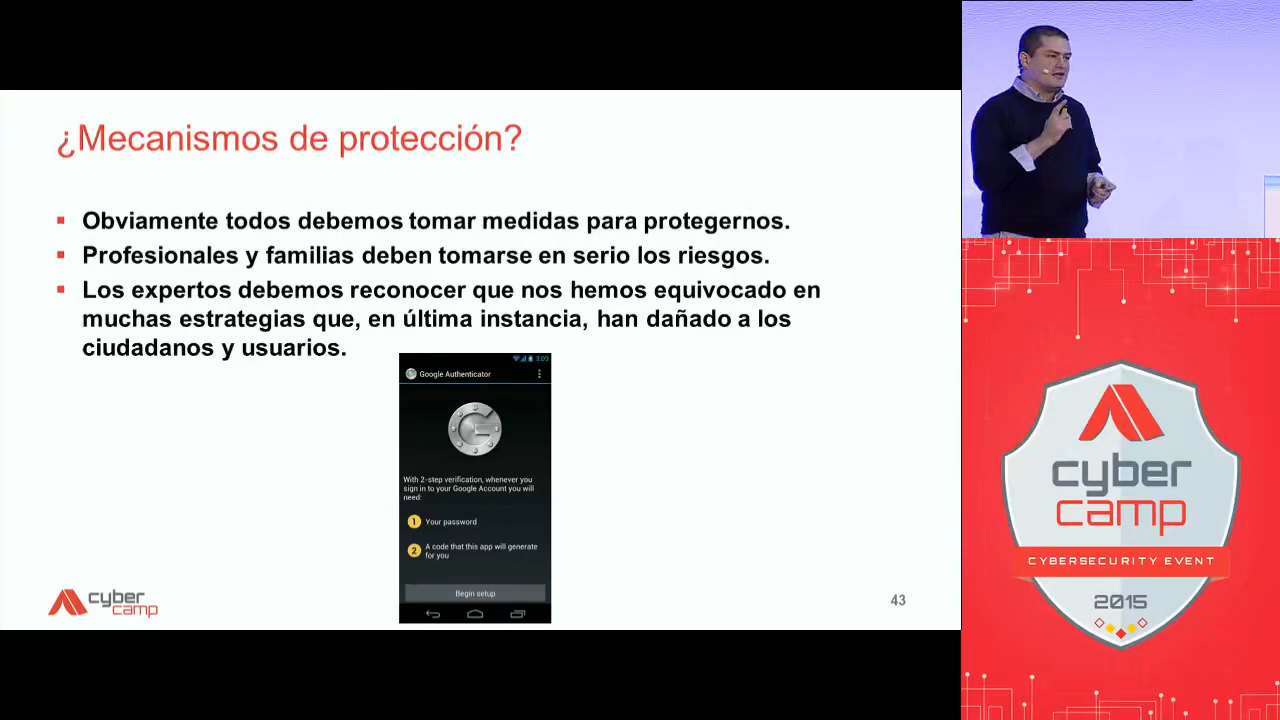 ¿Mecanismos de protección?
Obviamente todos debemos tomar medidas para protegernos.
Profesionales y familias deben tomarse en serio los riesgos.
Los expertos debemos reconocer que nos hemos equivocado en
muchas estrategias que, en última instancia, han dañado a los
ciudadanos y usuarios.
3:09
Google Authenticator
With 2-step verification, whenever you
sign in to your Google Account you will
need:
1 Your password
2 A code that this app will generate
for you
Begin setup
cyber
camp
43
cyber
camp
CYBERSECURITY EVENT
2015